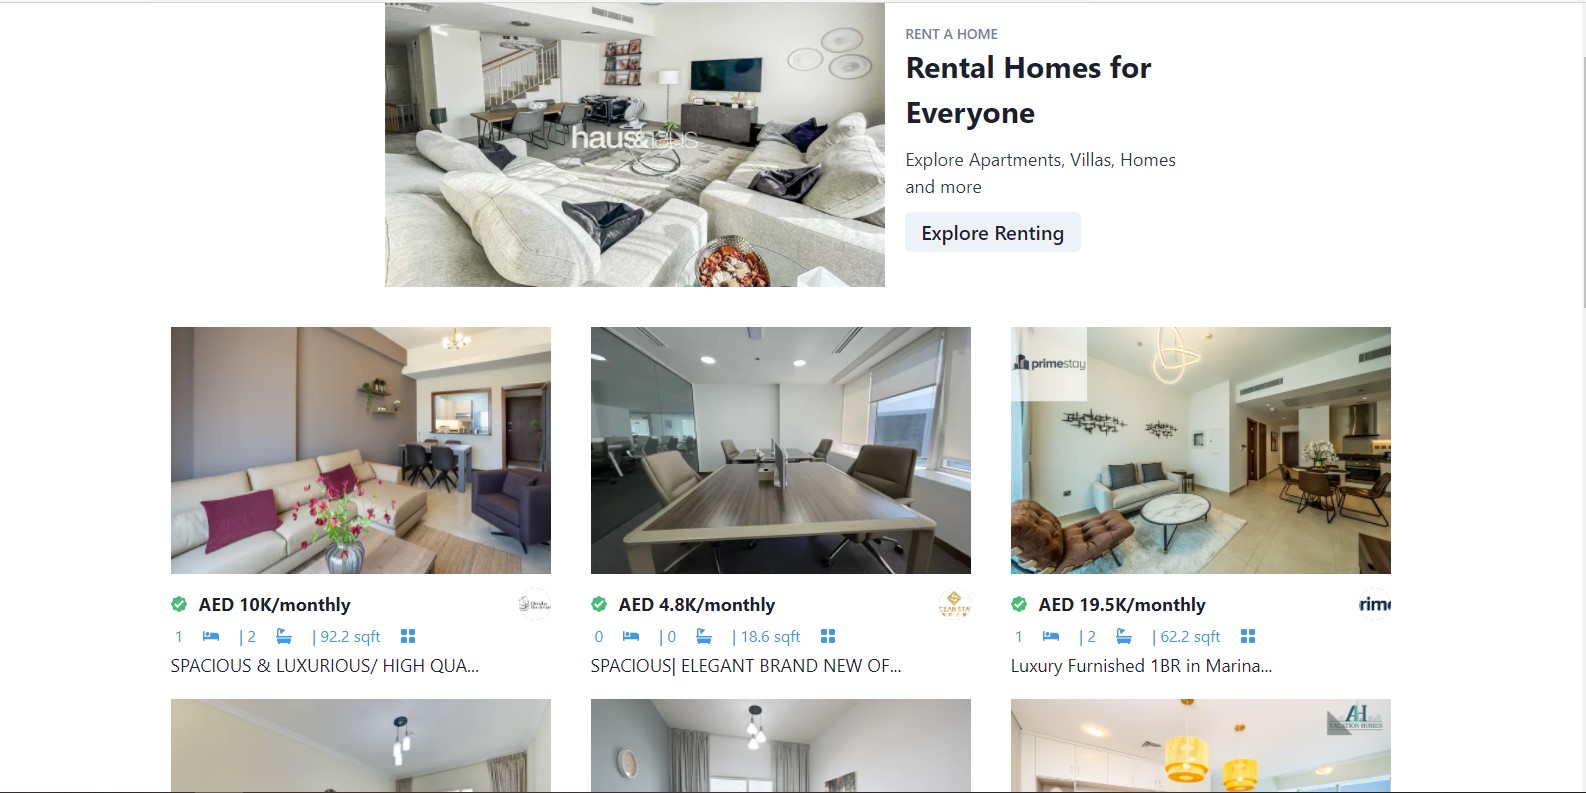 haus&haus
RENT A HOME
Rental Homes for
Everyone
Explore Apartments, Villas, Homes
and more
Explore Renting
primestay
AED 10K/monthly
1 | 2 | 92.2 sqft
SPACIOUS & LUXURIOUS/ HIGH QUA...
AED 4.8K/monthly
0 | 0 | 18.6 sqft
SPACIOUS| ELEGANT BRAND NEW OF...
AED 19.5K/monthly
rime
1 | 2 | 62.2 sqft
Luxury Furnished 1BR in Marina...
AH
VACATION HOMES